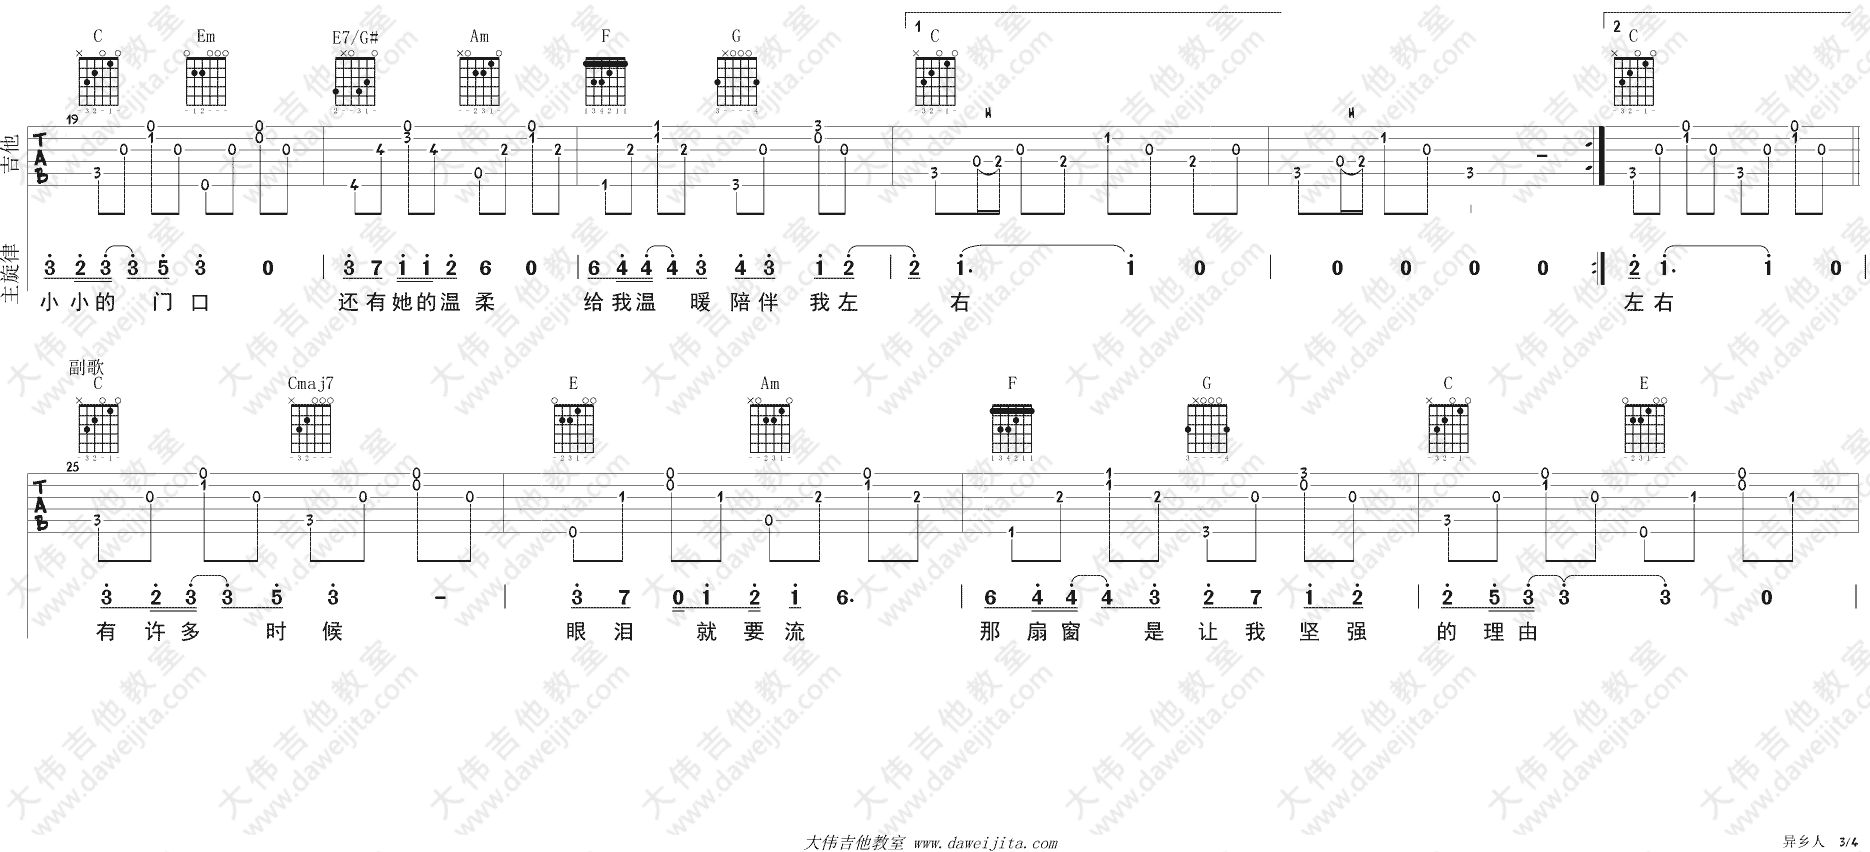 1 2
C Em E7/G# Am F G C C
19
吉他 TAB
主旋律 3 2 3 3 5 3 0 3 7 1 1 2 6 0 6 4 4 4 3 4 3 1 2 2 1. 1 0 0 0 0 0 2 1. 1 0
小小的门口 还有她的温柔 给我温暖陪伴我左右 左右
副歌
C Cmaj7 E Am F G C E
25
TAB
3 2 3 3 5 3 - 3 7 0 1 2 1 6. 6 4 4 4 3 2 7 1 2 2 5 3 3 3 0
有许多时候 眼泪就要流 那扇窗是让我坚强的理由
大伟吉他教室 www.daweijita.com
异乡人 3/4